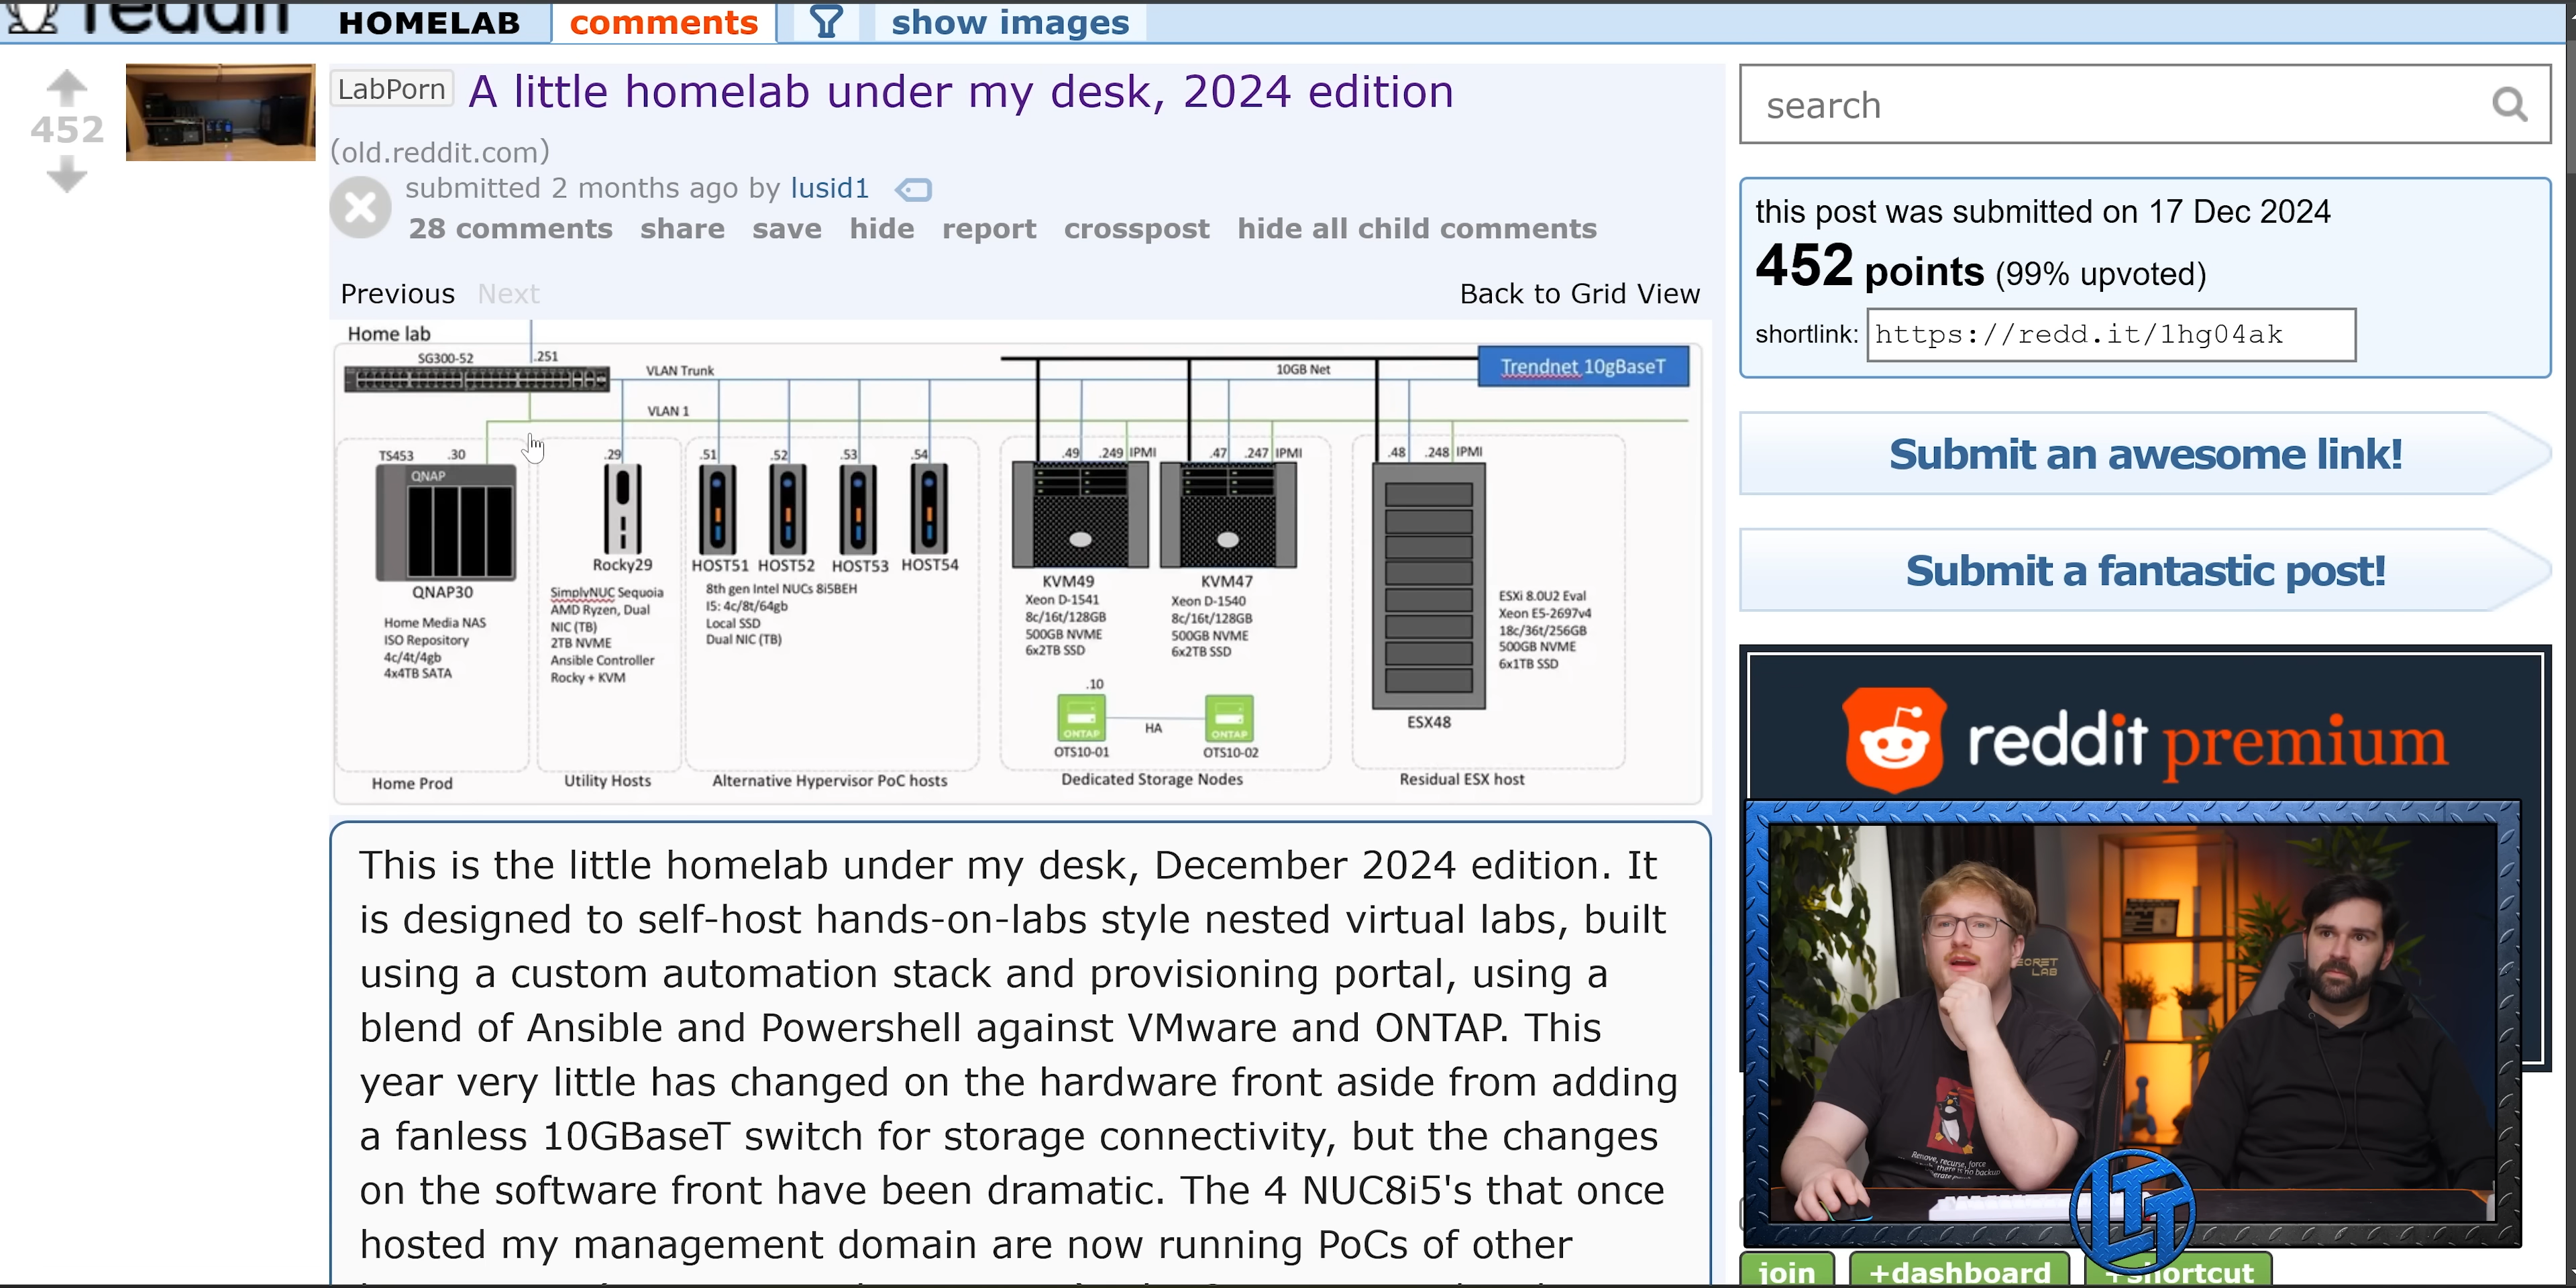 reddit HOMELAB comments show images
452
LabPorn A little homelab under my desk, 2024 edition
(old.reddit.com)
submitted 2 months ago by lusid1
28 comments share save hide report crosspost hide all child comments
Previous Next Back to Grid View
Home lab
SG300-52 .251
VLAN Trunk
10GB Net
Trendnet 10gBaseT
VLAN 1
TS453 .30
QNAP
QNAP30
Home Media NAS
ISO Repository
4c/4t/4gb
4x4TB SATA
Home Prod
.29
Rocky29
SimplyNUC Sequoia
AMD Ryzen, Dual
NIC (TB)
2TB NVME
Ansible Controller
Rocky + KVM
Utility Hosts
.51 .52 .53 .54
HOST51 HOST52 HOST53 HOST54
8th gen Intel NUCs 8i5BEH
I5: 4c/8t/64gb
Local SSD
Dual NIC (TB)
Alternative Hypervisor PoC hosts
.49 .249 IPMI
KVM49
Xeon D-1541
8c/16t/128GB
500GB NVME
6x2TB SSD
.47 .247 IPMI
KVM47
Xeon D-1540
8c/16t/128GB
500GB NVME
6x2TB SSD
.10
ONTAP
HA
ONTAP
OTS10-01
OTS10-02
Dedicated Storage Nodes
.48 .248 IPMI
ESXi 8.0U2 Eval
Xeon E5-2697v4
18c/36t/256GB
500GB NVME
6x1TB SSD
ESX48
Residual ESX host
This is the little homelab under my desk, December 2024 edition. It
is designed to self-host hands-on-labs style nested virtual labs, built
using a custom automation stack and provisioning portal, using a
blend of Ansible and Powershell against VMware and ONTAP. This
year very little has changed on the hardware front aside from adding
a fanless 10GBaseT switch for storage connectivity, but the changes
on the software front have been dramatic. The 4 NUC8i5's that once
hosted my management domain are now running PoCs of other
search
this post was submitted on 17 Dec 2024
452 points (99% upvoted)
shortlink: https://redd.it/1hg04ak
Submit an awesome link!
Submit a fantastic post!
reddit premium
SECRET
LAB
Remove, recurse, force
there is no backup
LTT
join +dashboard +shortcut